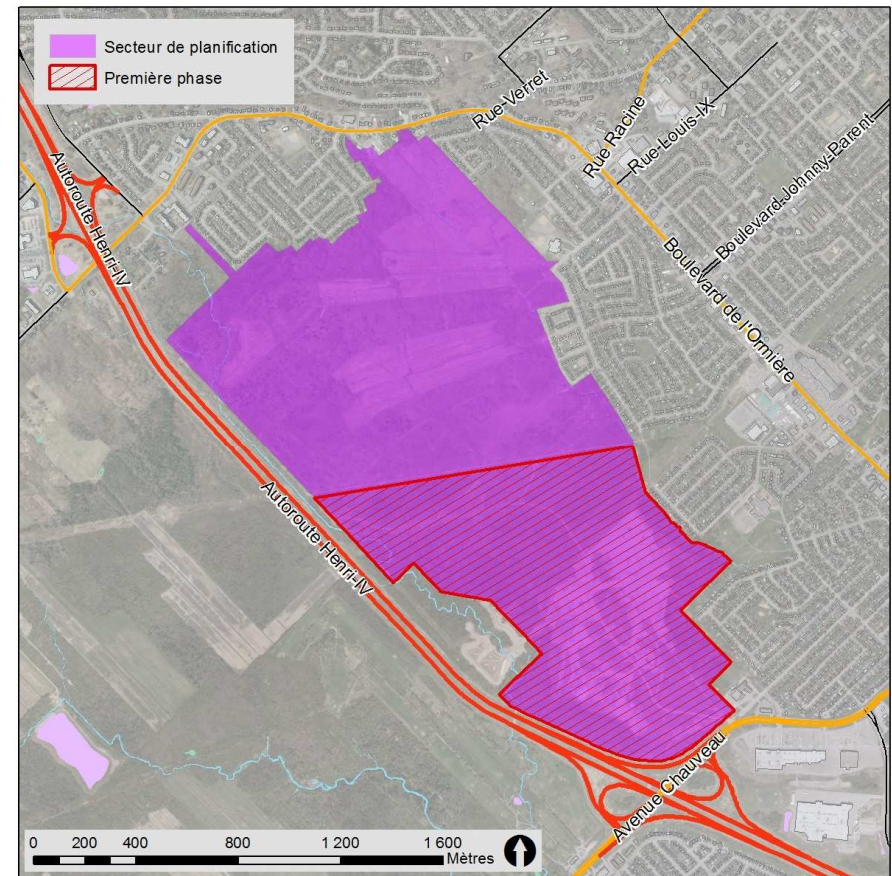 Secteur de planification
Première phase
Rue-Verret
Rue Racine
Rue-Louis-IX
Boulevard-Johnny-Parent
Autoroute Henri-IV
Boulevard de l'Ormière
Autoroute Henri-IV
Avenue Chauveau
0 200 400 800 1 200 1 600
Mètres